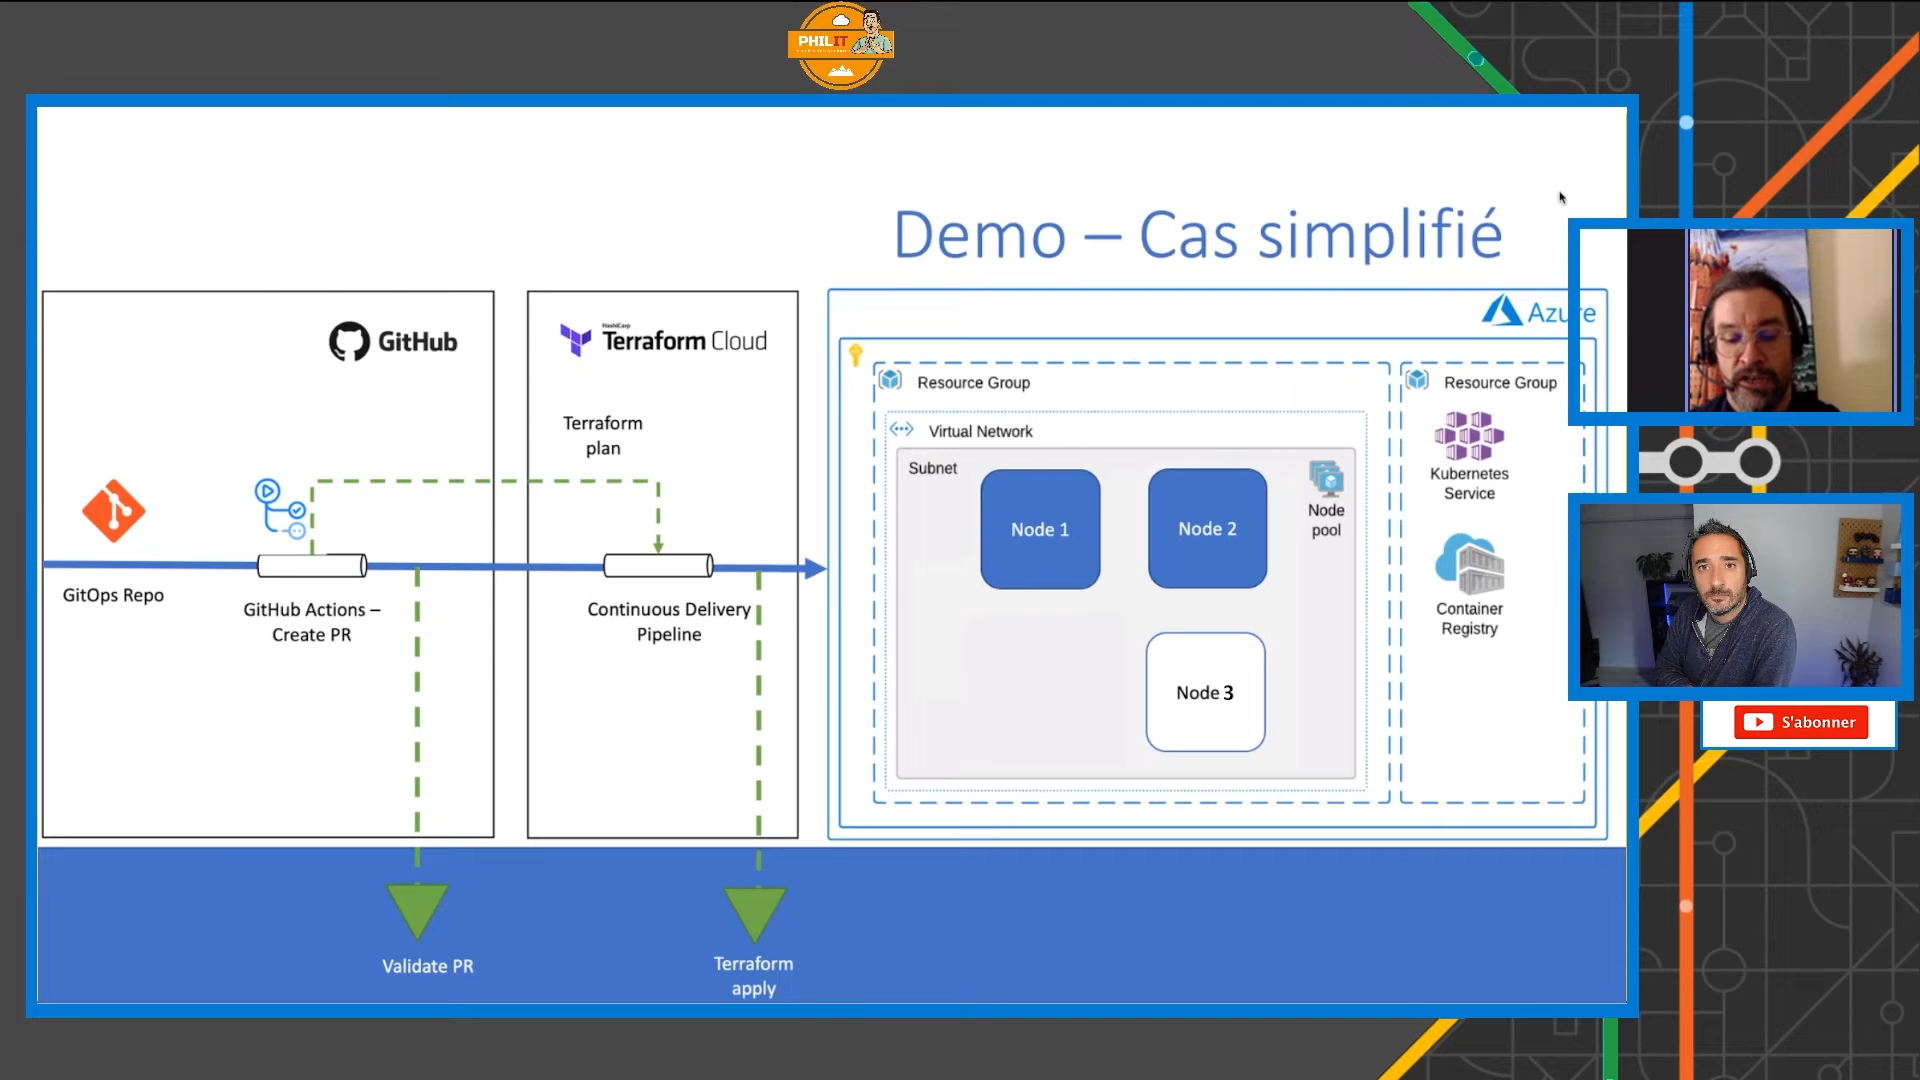 PHILIT
Demo – Cas simplifié
GitHub
HashiCorp
Terraform Cloud
Azure
Terraform
plan
Resource Group
Resource Group
Virtual Network
Subnet
Node 1
Node 2
Node
pool
Node 3
Kubernetes
Service
Container
Registry
GitOps Repo
GitHub Actions –
Create PR
Continuous Delivery
Pipeline
Validate PR
Terraform
apply
S'abonner